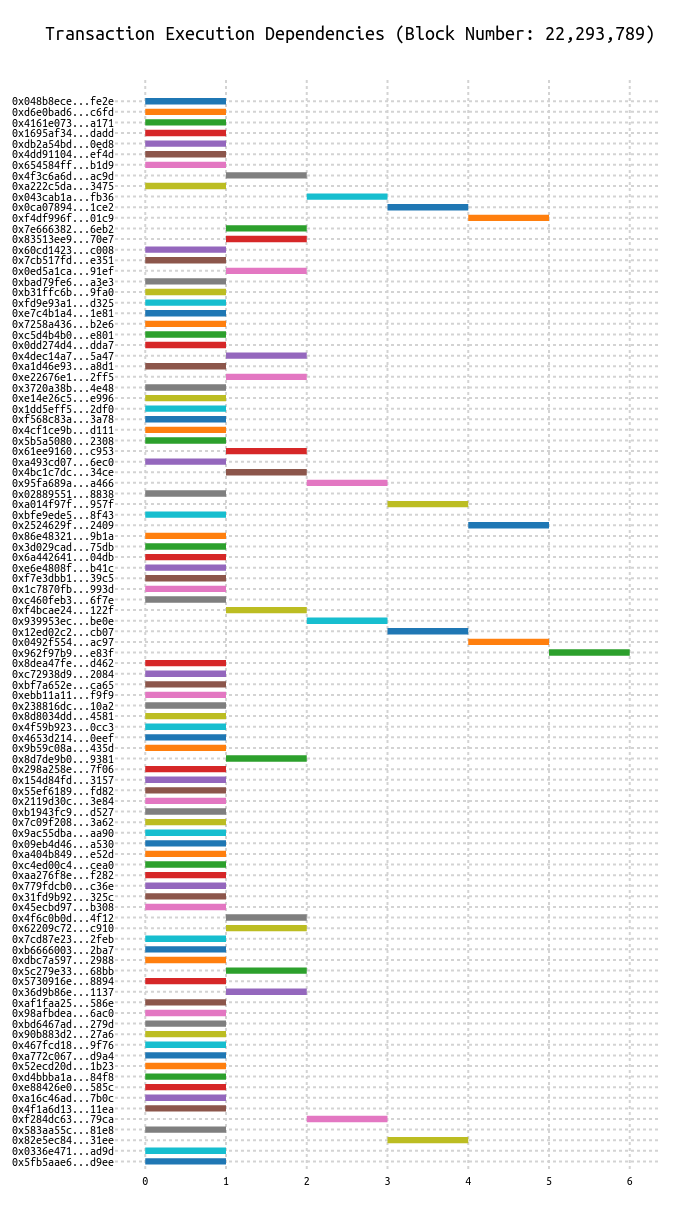 Transaction Execution Dependencies (Block Number: 22,293,789)
0x048b8ece...fe2e
0xd6e0bad6...c6fd
0x4161e073...a171
0x1695af34...dadd
0xdb2a54bd...0ed8
0x4dd91104...ef4d
0x654584ff...b1d9
0x4f3c6a6d...ac9d
0xa222c5da...3475
0x043cab1a...fb36
0x0ca07894...1ce2
0xf4df996f...01c9
0x7e666382...6eb2
0x83513ee9...70e7
0x60cd1423...c008
0x7cb517fd...e351
0x0ed5a1ca...91ef
0xbad79fe6...a3e3
0xb31ffc6b...9fa0
0xfd9e93a1...d325
0xe7c4b1a4...1e81
0x7258a436...b2e6
0xc5d4b4b0...e801
0x0dd274d4...dda7
0x4dec14a7...5a47
0xa1d46e93...a8d1
0xe22676e1...2ff5
0x3720a38b...4e48
0xe14e26c5...e996
0x1dd5eff5...2df0
0xf568c83a...3a78
0x4cf1ce9b...d111
0x5b5a5080...2308
0x61ee9160...c953
0xa493cd07...6ec0
0x4bc1c7dc...34ce
0x95fa689a...a466
0x02889551...8838
0xa014f97f...957f
0xbfe9ede5...8f43
0x2524629f...2409
0x86e48321...9b1a
0x3d029cad...75db
0x6a442641...04db
0xe6e4808f...b41c
0xf7e3dbb1...39c5
0x1c7870fb...993d
0xc460feb3...6f7e
0xf4bcae24...122f
0x939953ec...be0e
0x12ed02c2...cb07
0x0492f554...ac97
0x962f97b9...e83f
0x8dea47fe...d462
0xc72938d9...2084
0xbf7a652e...ca65
0xebb11a11...f9f9
0x238816dc...10a2
0x8d8034dd...4581
0x4f59b923...0cc3
0x4653d214...0eef
0x9b59c08a...435d
0x8d7de9b0...9381
0x298a258e...7f06
0x154d84fd...3157
0x55ef6189...fd82
0x2119d30c...3e84
0xb1943fc9...d527
0x7c09f208...3a62
0x9ac55dba...aa90
0x09eb4d46...a530
0xa404b849...e52d
0xc4ed00c4...cea0
0xaa276f8e...f282
0x779fdcb0...c36e
0x31fd9b92...325c
0x45ecbd97...b308
0x4f6c0b0d...4f12
0x62209c72...c910
0x7cd87e23...2feb
0xb6666003...2ba7
0xdbc7a597...2988
0x5c279e33...68bb
0x5730916e...8894
0x36d9b86e...1137
0xaf1faa25...586e
0x98afbdea...6ac0
0xbd6467ad...279d
0x90b883d2...27a6
0x467fcd18...9f76
0xa772c067...d9a4
0x52ecd20d...1b23
0xd4bbba1a...84f8
0xe88426e0...585c
0xa16c46ad...7b0c
0x4f1a6d13...11ea
0xf284dc63...79ca
0x583aa55c...81e8
0x82e5ec84...31ee
0x0336e471...ad9d
0x5fb5aae6...d9ee
0 1 2 3 4 5 6